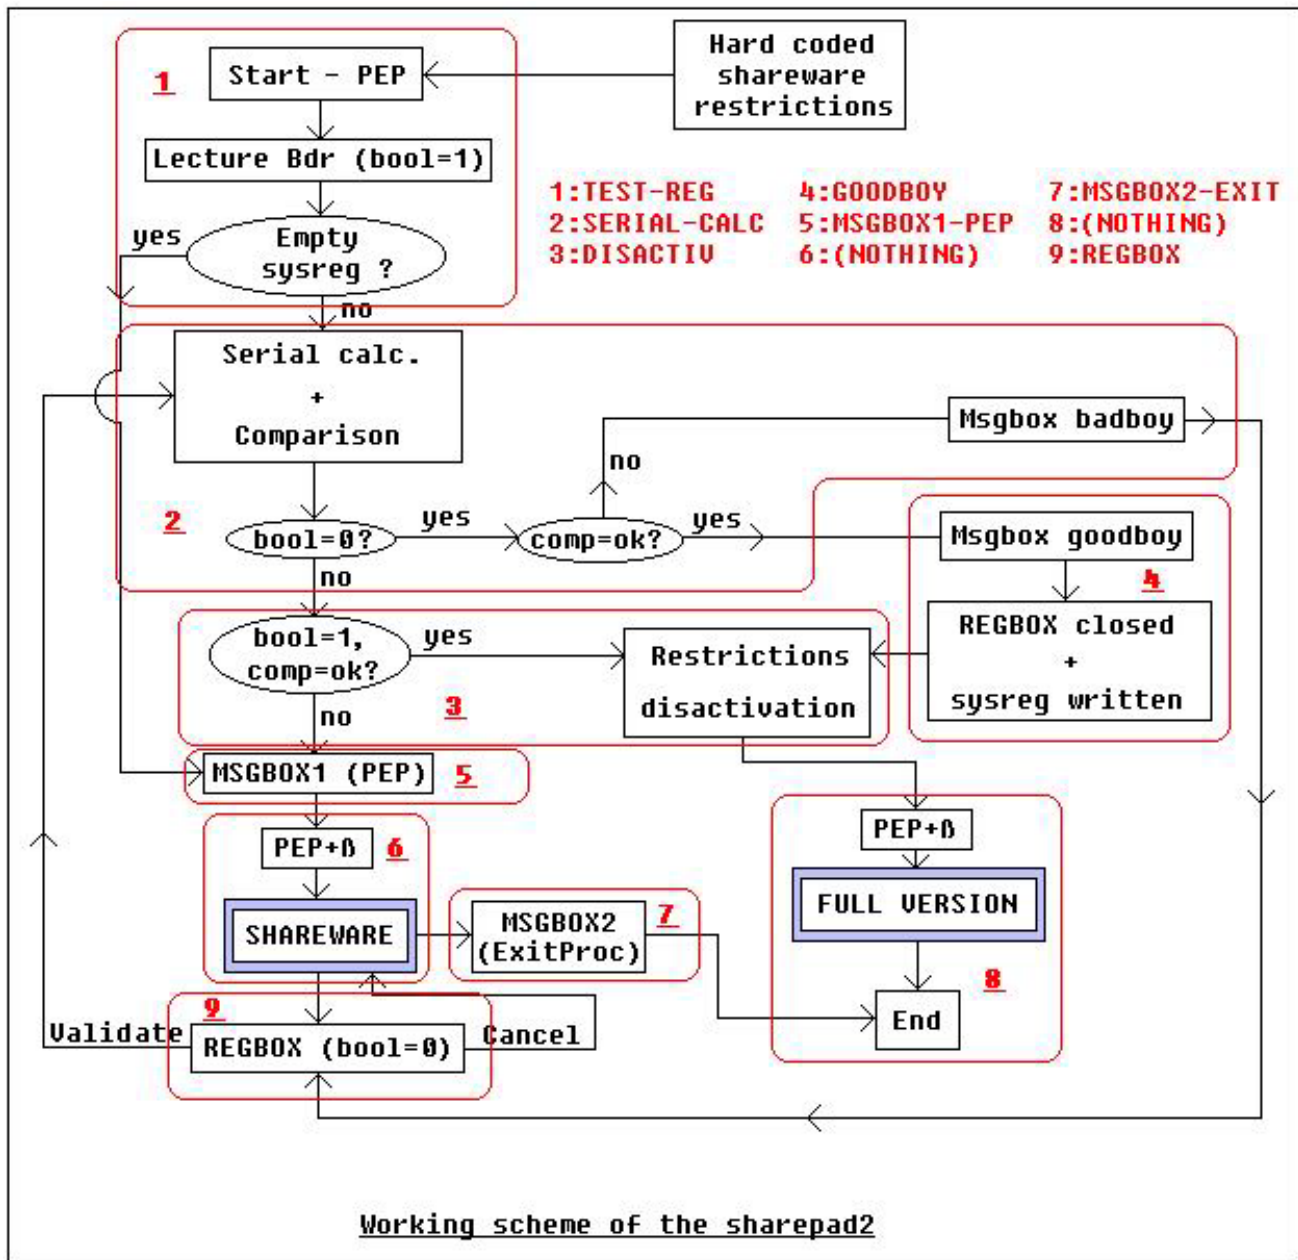 Hard coded
shareware
restrictions
1
Start - PEP
Lecture Bdr (bool=1)
yes
Empty
sysreg ?
no
1:TEST-REG 4:GOODBOY 7:MSGBOX2-EXIT
2:SERIAL-CALC 5:MSGBOX1-PEP 8:(NOTHING)
3:DISACTIV 6:(NOTHING) 9:REGBOX
Serial calc.
+
Comparison
Msgbox badboy
no
2
bool=0?
yes
comp=ok?
yes
Msgbox goodboy
no
4
REGBOX closed
+
sysreg written
bool=1,
comp=ok?
yes
Restrictions
disactivation
no
3
MSGBOX1 (PEP)
5
PEP+ß
6
SHAREWARE
MSGBOX2
(ExitProc)
7
PEP+ß
FULL VERSION
8
End
9
Validate
REGBOX (bool=0)
Cancel
Working scheme of the sharepad2